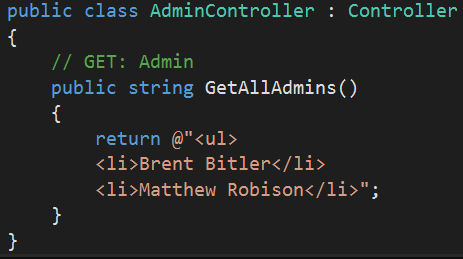 public class AdminController : Controller
{
    // GET: Admin
    public string GetAllAdmins()
    {
        return @"<ul>
        <li>Brent Bitler</li>
        <li>Matthew Robison</li>";
    }
}